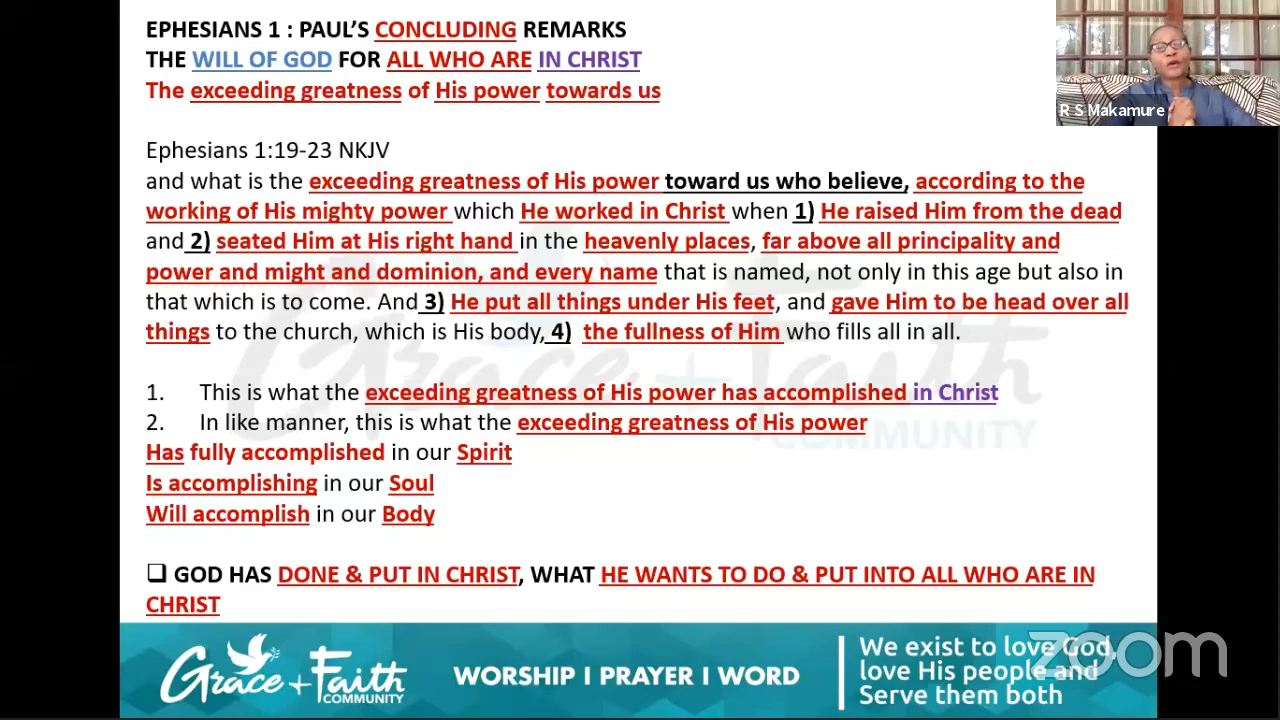 EPHESIANS 1 : PAUL'S CONCLUDING REMARKS
THE WILL OF GOD FOR ALL WHO ARE IN CHRIST
The exceeding greatness of His power towards us
R S Makamure
Ephesians 1:19-23 NKJV
and what is the exceeding greatness of His power toward us who believe, according to the
working of His mighty power which He worked in Christ when 1) He raised Him from the dead
and 2) seated Him at His right hand in the heavenly places, far above all principality and
power and might and dominion, and every name that is named, not only in this age but also in
that which is to come. And 3) He put all things under His feet, and gave Him to be head over all
things to the church, which is His body, 4) the fullness of Him who fills all in all.
Grace + Faith
COMMUNITY
1. This is what the exceeding greatness of His power has accomplished in Christ
2. In like manner, this is what the exceeding greatness of His power
Has fully accomplished in our Spirit
Is accomplishing in our Soul
Will accomplish in our Body
❑ GOD HAS DONE & PUT IN CHRIST, WHAT HE WANTS TO DO & PUT INTO ALL WHO ARE IN
CHRIST
Grace + Faith
COMMUNITY
WORSHIP I PRAYER I WORD
We exist to love God,
love His people and
Serve them both
zoom